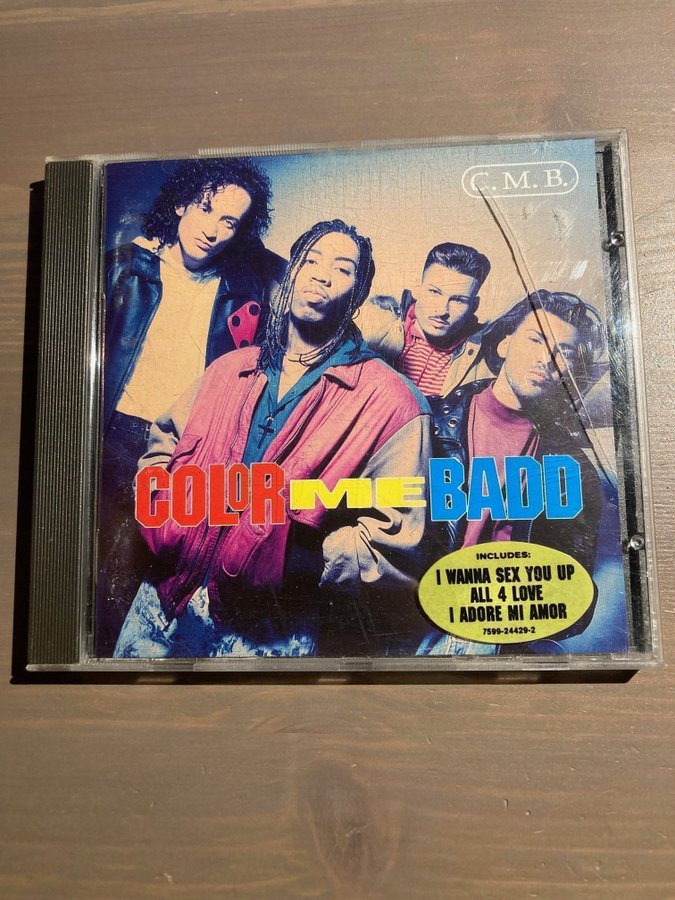 C. M. B.
COLOR ME BADD
INCLUDES:
I WANNA SEX YOU UP
ALL 4 LOVE
I ADORE MI AMOR
7599-24429-2